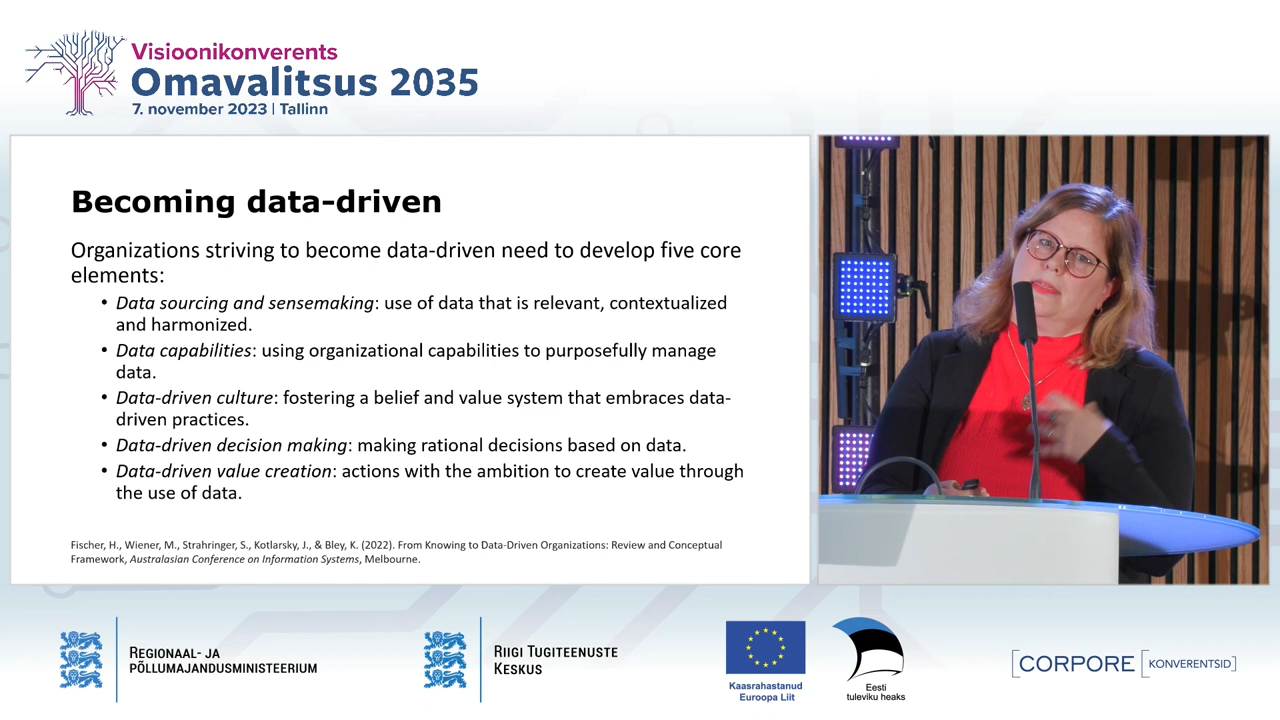 Visioonikonverents
Omavalitsus 2035
7. november 2023 | Tallinn
Becoming data-driven
Organizations striving to become data-driven need to develop five core
elements:
• Data sourcing and sensemaking: use of data that is relevant, contextualized
and harmonized.
• Data capabilities: using organizational capabilities to purposefully manage
data.
• Data-driven culture: fostering a belief and value system that embraces data-
driven practices.
• Data-driven decision making: making rational decisions based on data.
• Data-driven value creation: actions with the ambition to create value through
the use of data.
Fischer, H., Wiener, M., Strahringer, S., Kotlarsky, J., & Bley, K. (2022). From Knowing to Data-Driven Organizations: Review and Conceptual
Framework, Australasian Conference on Information Systems, Melbourne.
REGIONAAL- JA
PÕLLUMAJANDUSMINISTEERIUM
RIIGI TUGITEENUSTE
KESKUS
Kaasrahastanud
Euroopa Liit
Eesti
tuleviku heaks
[CORPORE [KONVERENTSID]